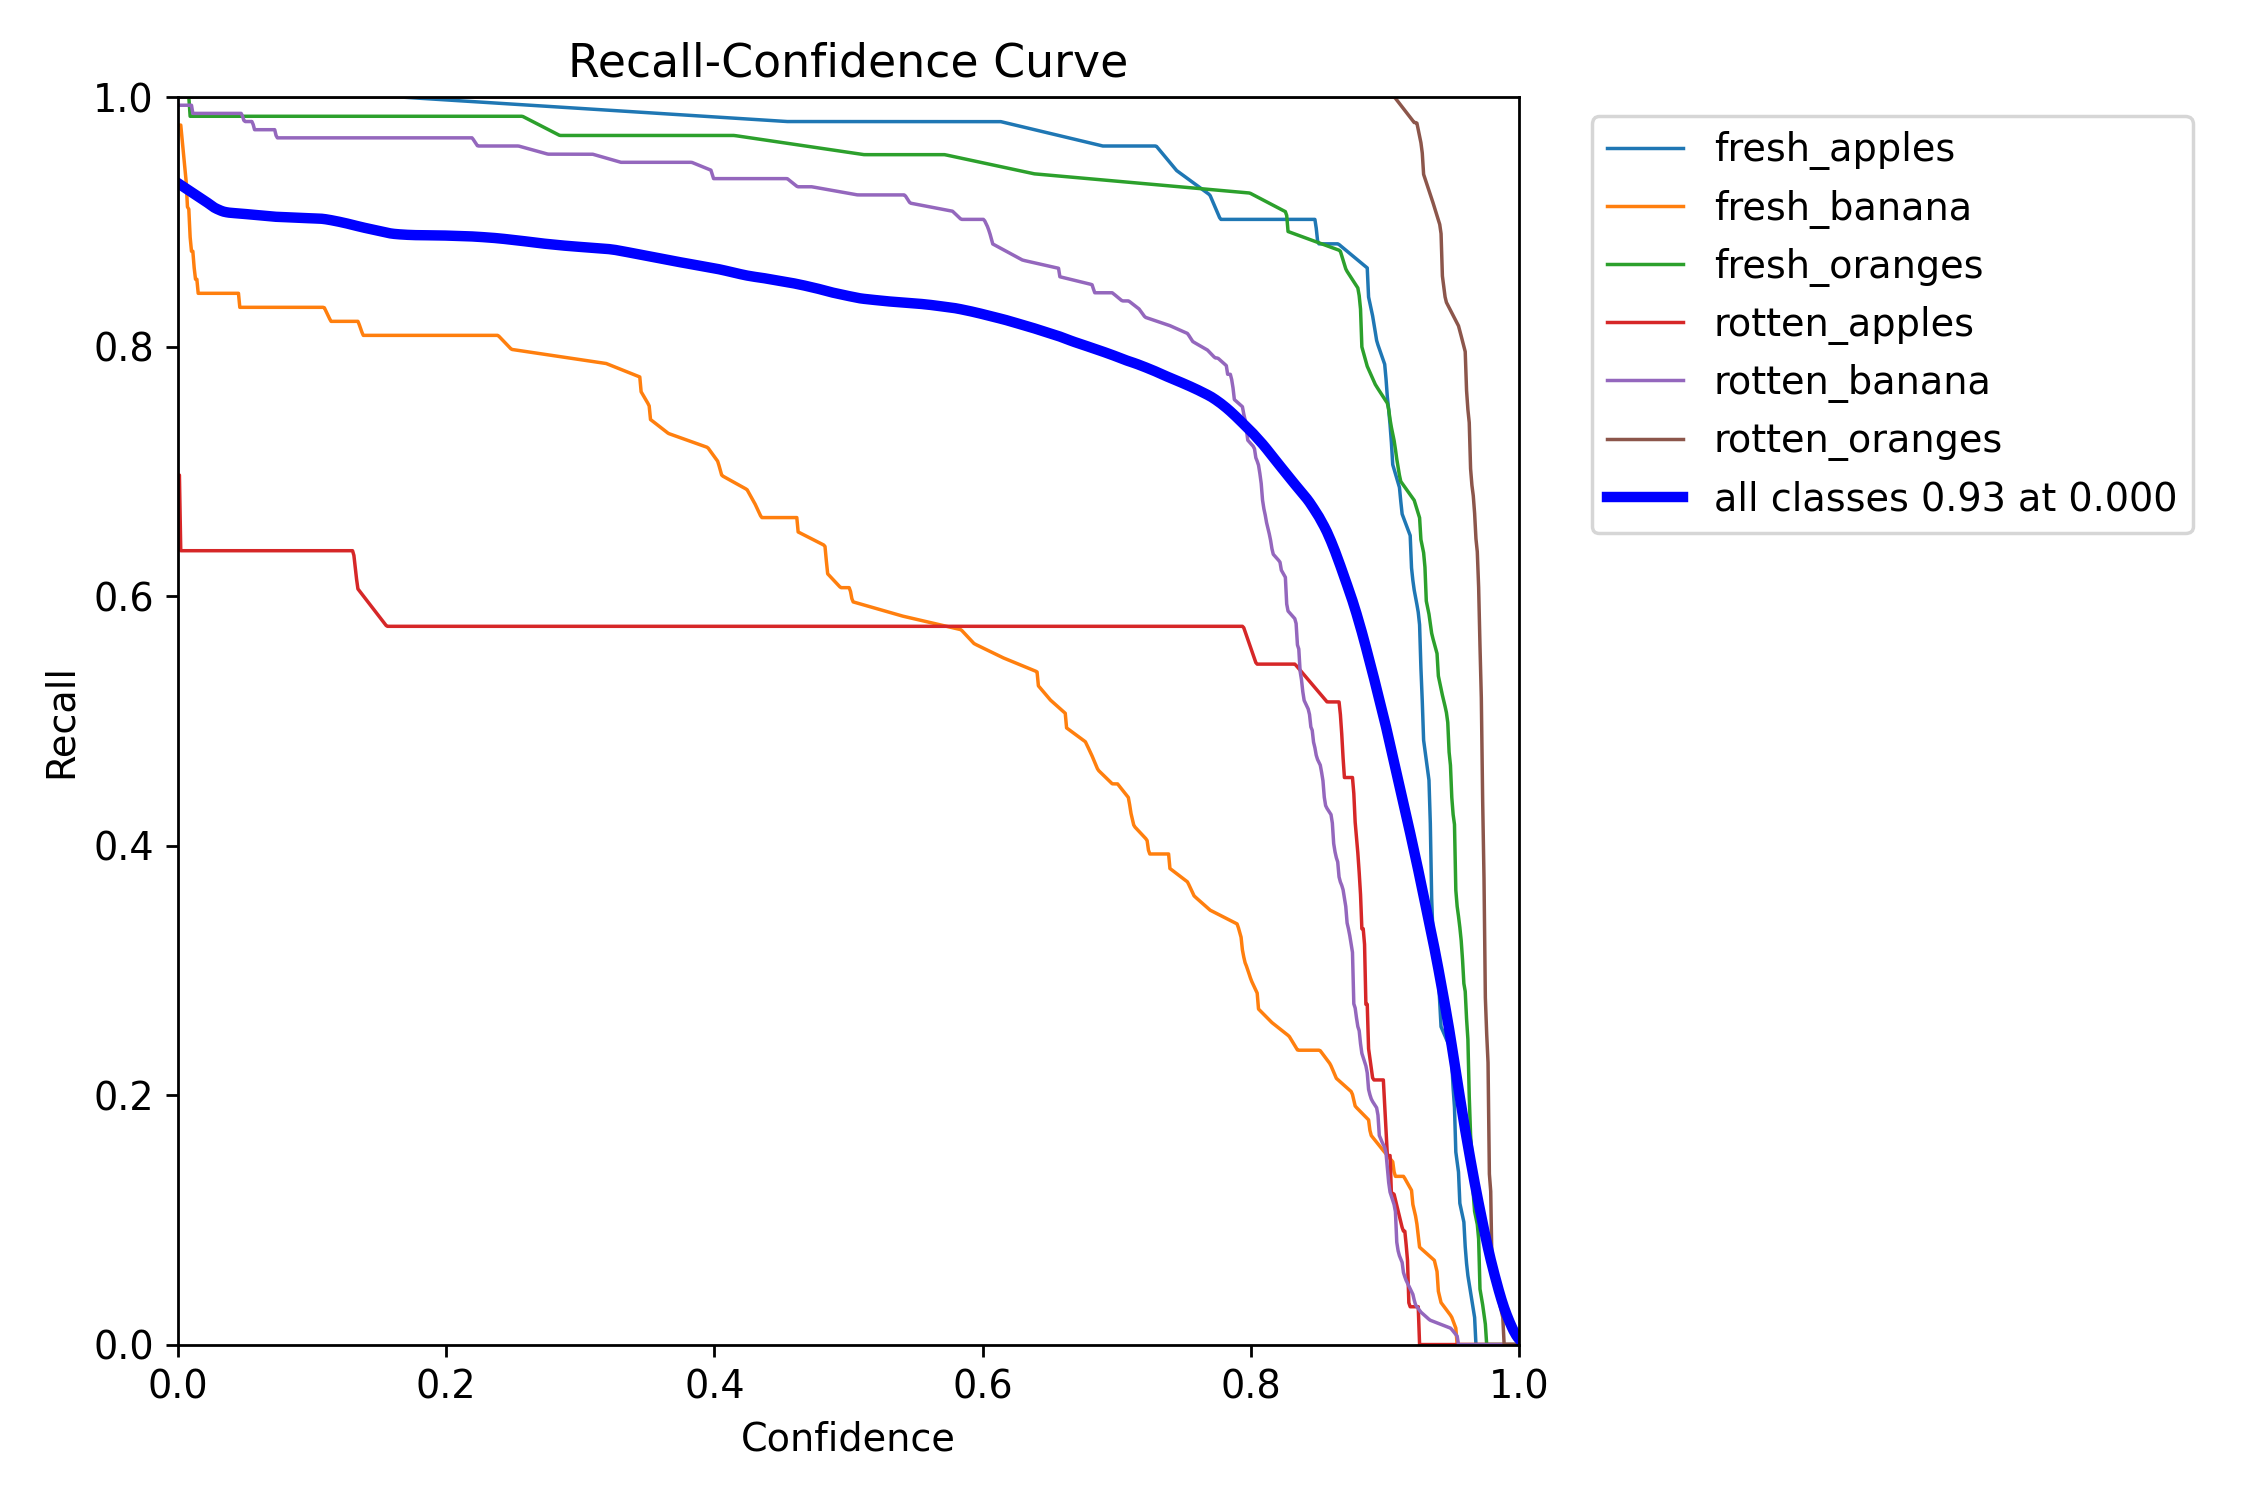 Recall-Confidence Curve
1.0
0.8
0.6
0.4
0.2
0.0
Recall
0.0 0.2 0.4 0.6 0.8 1.0
Confidence
fresh_apples
fresh_banana
fresh_oranges
rotten_apples
rotten_banana
rotten_oranges
all classes 0.93 at 0.000